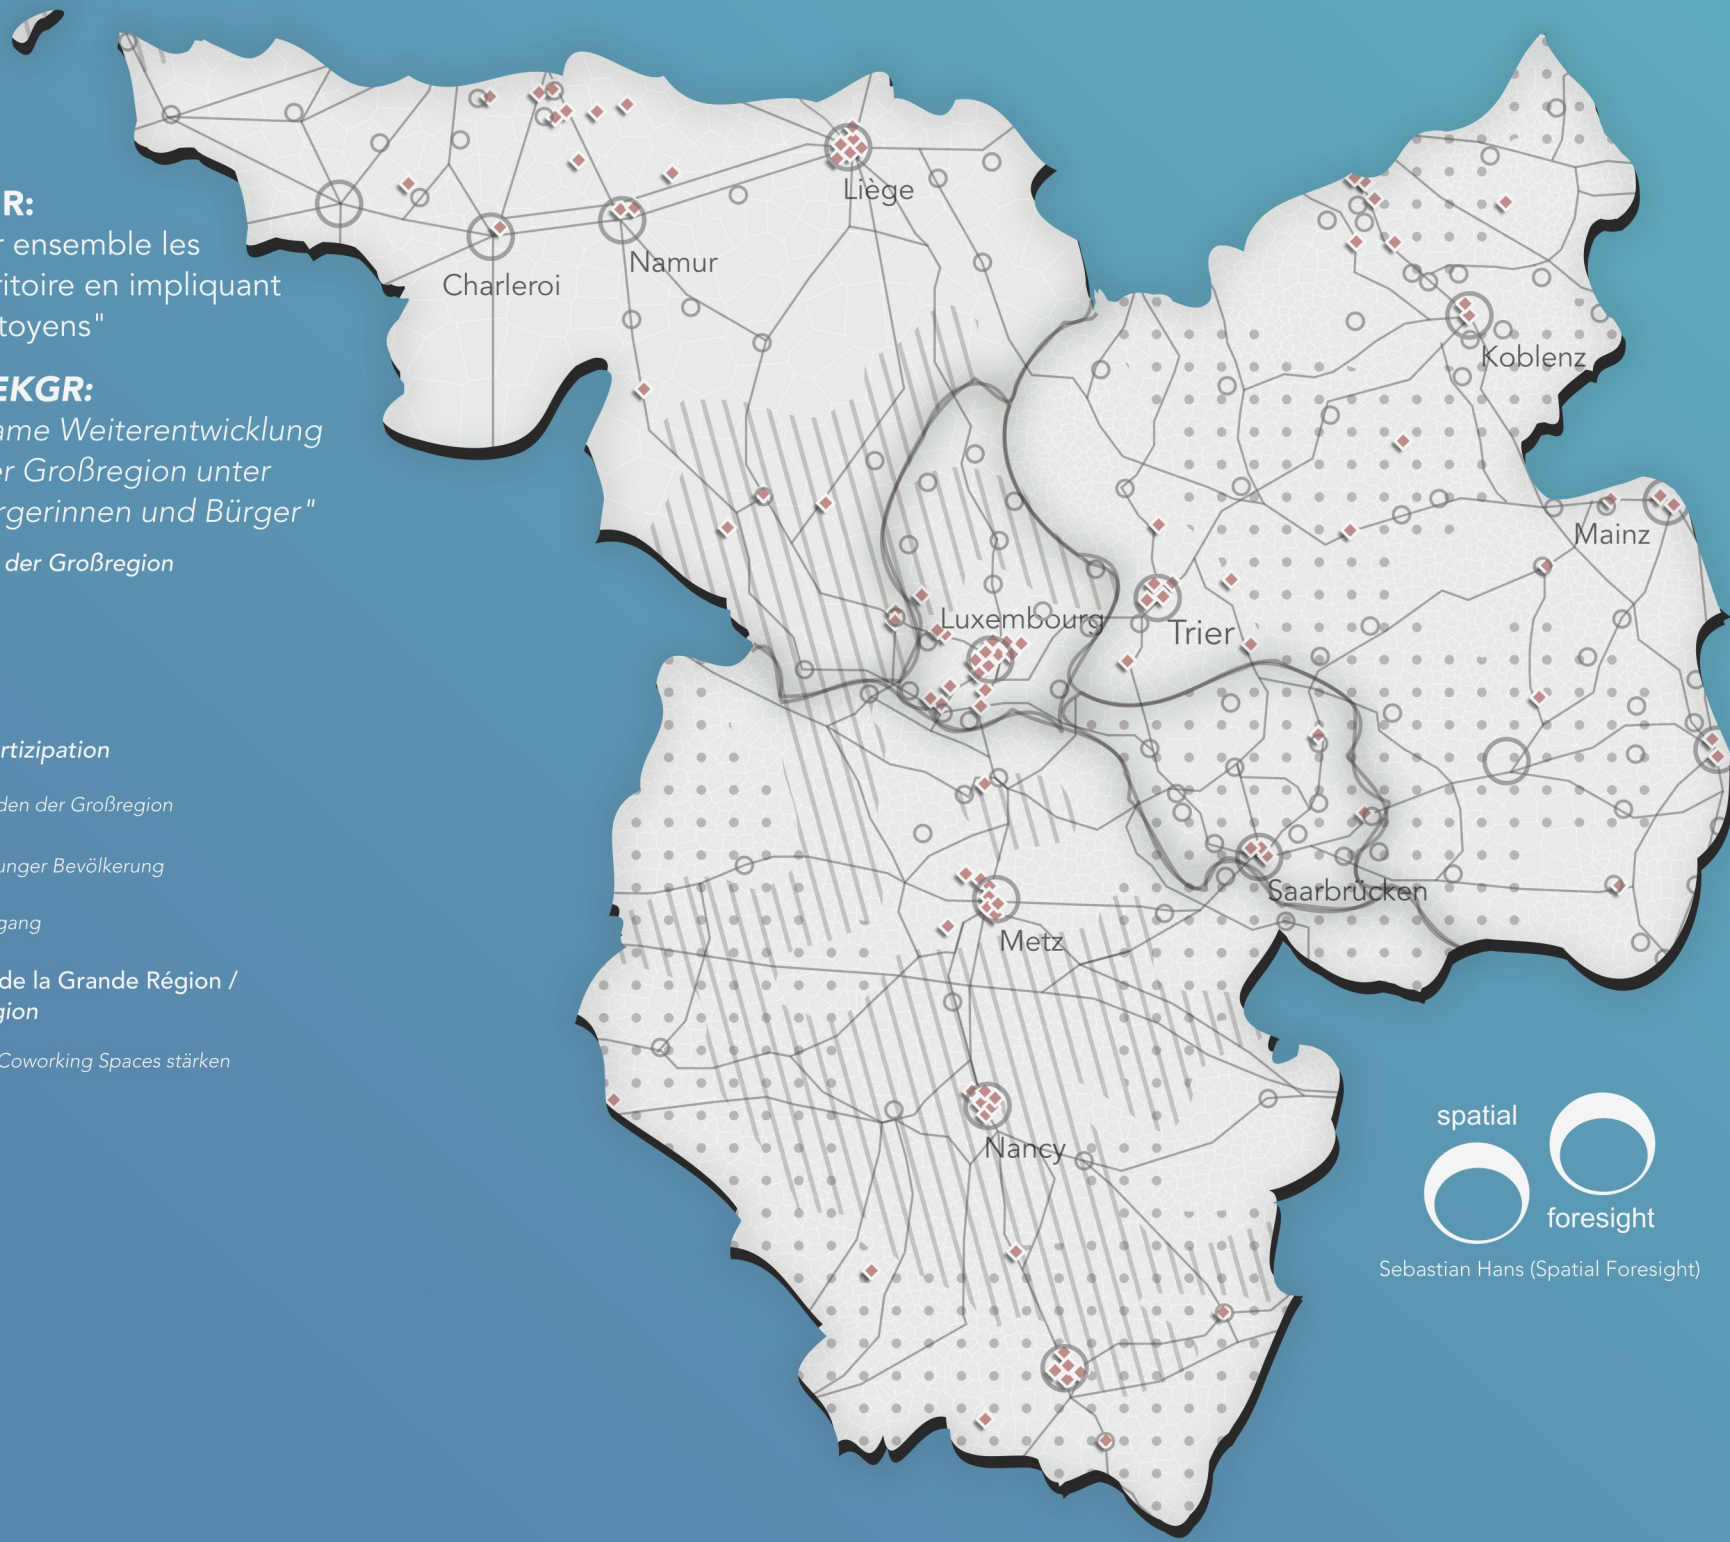 R:
r ensemble les
ritoire en impliquant
toyens"
EKGR:
ame Weiterentwicklung
er Großregion unter
rgerinnen und Bürger"
der Großregion
rtizipation
den der Großregion
unger Bevölkerung
gang
de la Grande Région /
gion
Coworking Spaces stärken
Liège
Namur
Charleroi
Koblenz
Mainz
Luxembourg
Trier
Saarbrücken
Metz
Nancy
spatial
foresight
Sebastian Hans (Spatial Foresight)